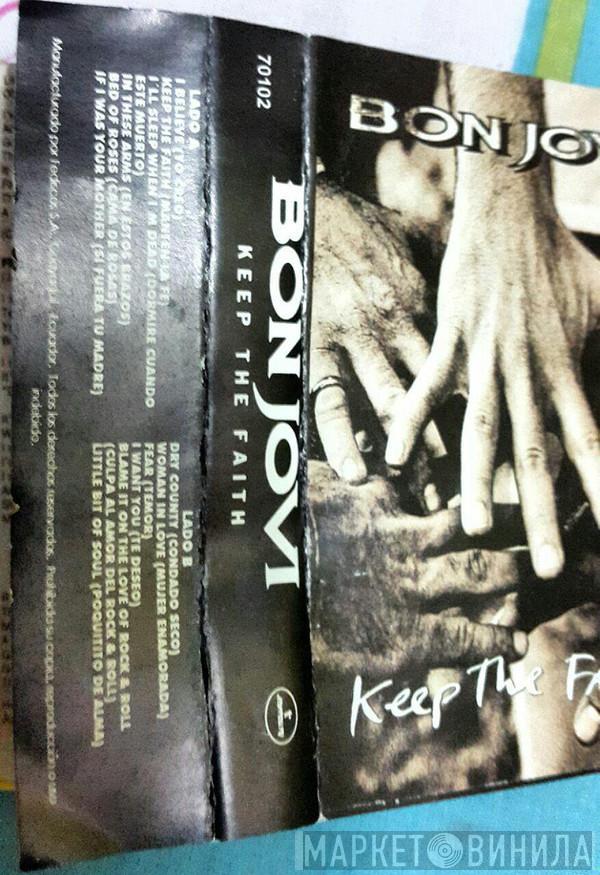 BON JOV
Keep The Fa
70102
BON JOVI
KEEP THE FAITH
LADO A
I BELIEVE (YO CREO)
KEEP THE FAITH (MANTENGA FE)
I'LL SLEEP WHEN I'M DEAD (DORMIRE CUANDO
ESTE MUERTO)
IN THESE ARMS (EN ESTOS BRAZOS)
BED OF ROSES (CAMA DE ROSAS)
IF I WAS YOUR MOTHER (SI FUERA TU MADRE)
LADO B
DRY COUNTY (CONDADO SECO)
WOMAN IN LOVE (MUJER ENAMORADA)
FEAR (TEMOR)
I WANT YOU (TE DESEO)
BLAME IT ON THE LOVE OF ROCK & ROLL
(CULPA AL AMOR DEL ROCK & ROLL)
LITTLE BIT OF SOUL (POQUITITO DE ALMA)
Manufacturado por Fediscos S.A. Guayaquil - Ecuador. Todos los derechos reservados. Prohibida su copia, reproducción o uso
indebido.
МАРКЕТ ВИНИЛА